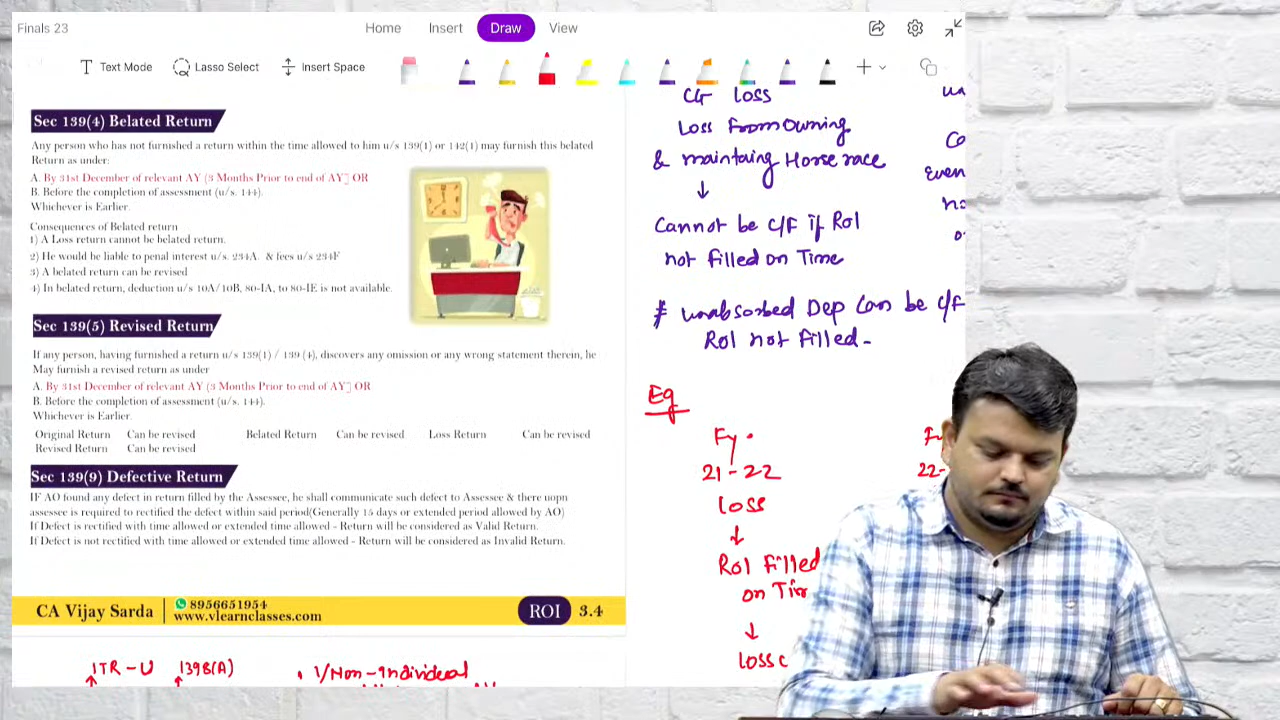 Finals 23
Home
Insert
Draw
View
Text Mode
Lasso Select
Insert Space
Sec 139(4) Belated Return
Any person who has not furnished a return within the time allowed to him u/s 139(1) or 142(1) may furnish this belated
Return as under:
A. By 31st December of relevant AY (3 Months Prior to end of AY] OR
B. Before the completion of assessment (u/s. 144).
Whichever is Earlier.
Consequences of Belated return
1) A Loss return cannot be belated return.
2) He would be liable to penal interest u/s. 234A. & fees u/s 234F
3) A belated return can be revised
4) In belated return, deduction u/s 10A/10B, 80-IA, to 80-IE is not available.
Sec 139(5) Revised Return
If any person, having furnished a return u/s 139(1) / 139 (4), discovers any omission or any wrong statement therein, he
May furnish a revised return as under
A. By 31st December of relevant AY (3 Months Prior to end of AY] OR
B. Before the completion of assessment (u/s. 144).
Whichever is Earlier.
Original Return Can be revised Belated Return Can be revised Loss Return Can be revised
Revised Return Can be revised
Sec 139(9) Defective Return
IF AO found any defect in return filled by the Assessee, he shall communicate such defect to Assessee & there uopn
assessee is required to rectified the defect within said period(Generally 15 days or extended period allowed by AO)
If Defect is rectified with time allowed or extended time allowed - Return will be considered as Valid Return.
If Defect is not rectified with time allowed or extended time allowed - Return will be considered as Invalid Return.
CA Vijay Sarda
8956651954
www.vlearnclasses.com
ROI 3.4
ITR-U
139B(A)
1/Non-Individual
CG Loss
Loss From Owning
& maintaing Horse race
Cannot be C/F if RoI
not filled on Time
# unabsorbed Dep Can be C/F
RoI not filled-
Co
Even
Eg
Fy.
21-22
loss
RoI Filled
on Tim
loss c
22-